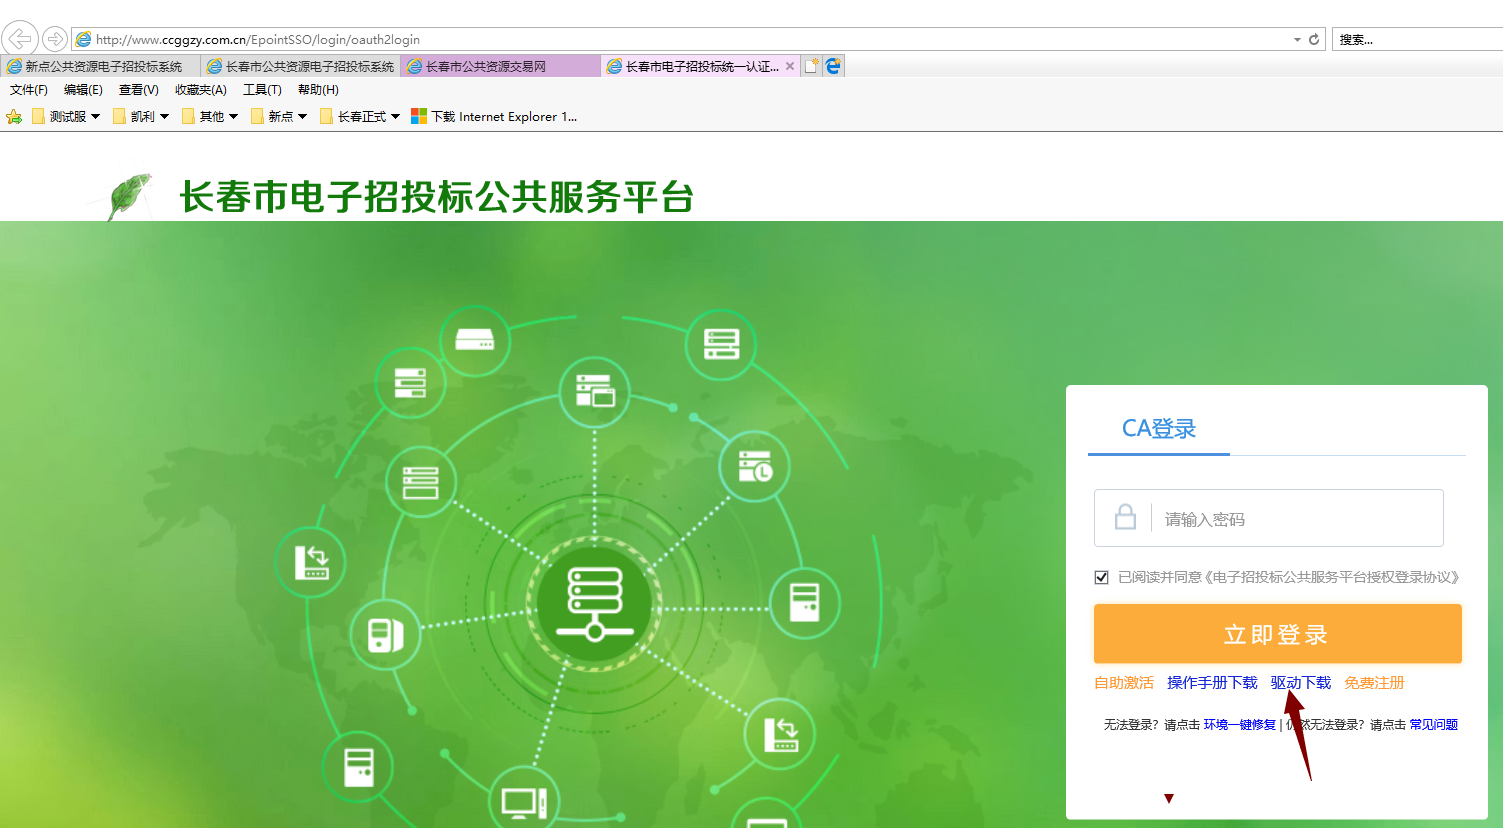 http://www.ccggzy.com.cn/EpointSSO/login/oauth2login
搜索...
新点公共资源电子招投标系统
长春市公共资源电子招投标系统
长春市公共资源交易网
长春市电子招投标统一认证...
文件(F) 编辑(E) 查看(V) 收藏夹(A) 工具(T) 帮助(H)
测试服 凯利 其他 新点 长春正式 下载 Internet Explorer 1...
长春市电子招投标公共服务平台
CA登录
请输入密码
已阅读并同意《电子招投标公共服务平台授权登录协议》
立即登录
自助激活 操作手册下载 驱动下载 免费注册
无法登录？请点击 环境一键修复 | 仍然无法登录？请点击 常见问题